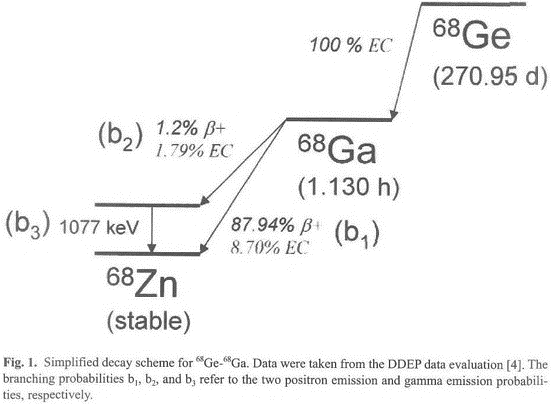 68Ge
100 % EC
(270.95 d)
(b2) 1.2% β+
1.79% EC
68Ga
(1.130 h)
(b3) 1077 keV
87.94% β+
8.70% EC (b1)
68Zn
(stable)
Fig. 1. Simplified decay scheme for 68Ge-68Ga. Data were taken from the DDEP data evaluation [4]. The
branching probabilities b1, b2, and b3 refer to the two positron emission and gamma emission probabili-
ties, respectively.